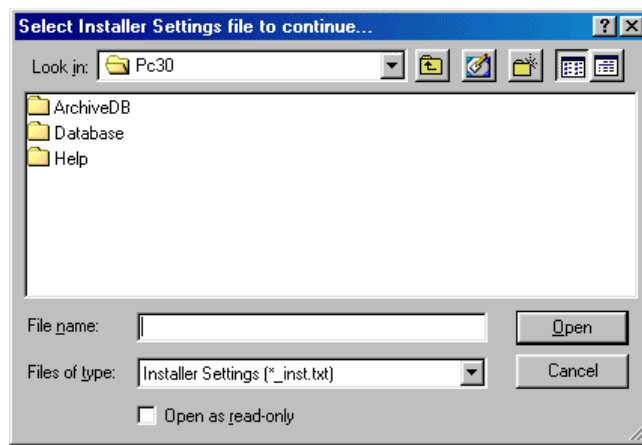 Select Installer Settings file to continue...
Look in: Pc30
ArchiveDB
Database
Help
File name: Open
Files of type: Installer Settings (*_inst.txt) Cancel
Open as read-only